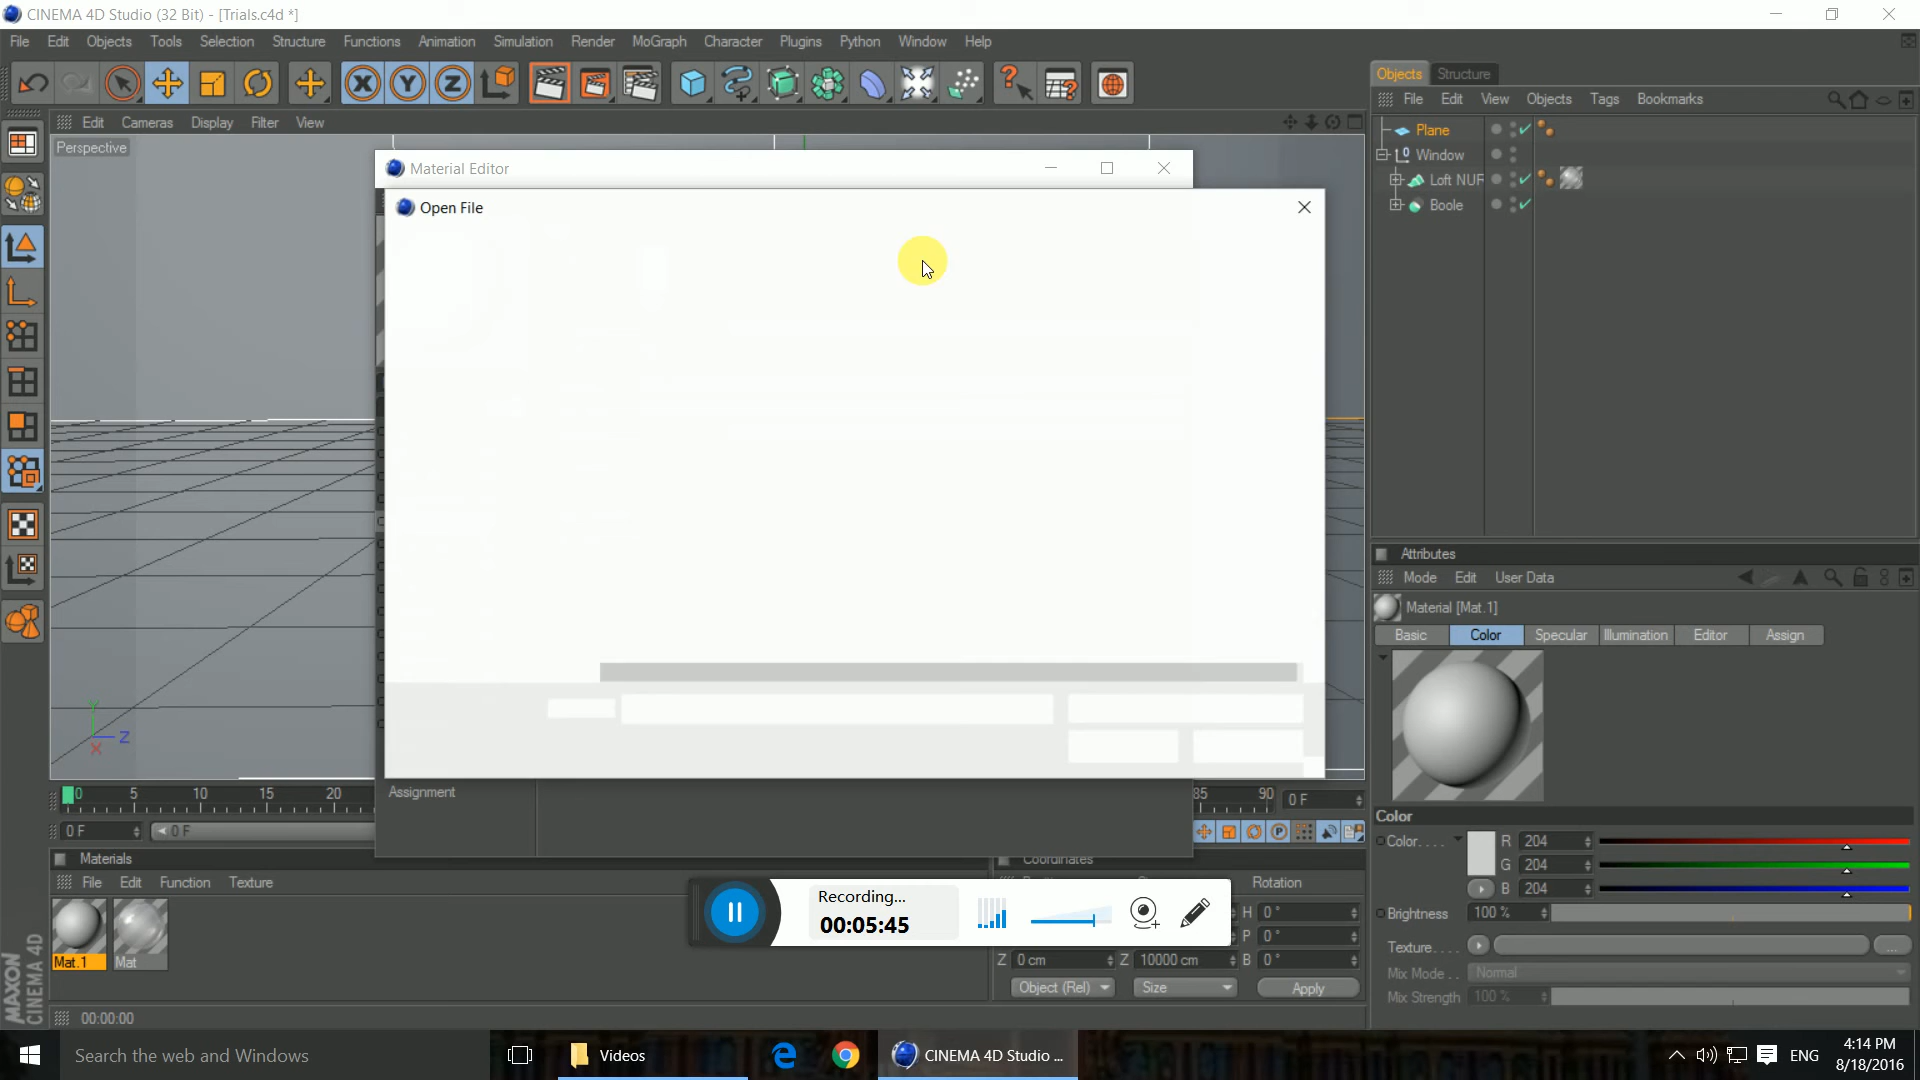 CINEMA 4D Studio (32 Bit) - [Trials.c4d *]
File Edit Objects Tools Selection Structure Functions Animation Simulation Render MoGraph Character Plugins Python Window Help
Objects Structure
File Edit View Objects Tags Bookmarks
Edit Cameras Display Filter View
Perspective
Plane
Window
Loft NUR
Boole
Material Editor
Open File
Attributes
Mode Edit User Data
Material [Mat.1]
Basic Color Specular Illumination Editor Assign
Y
Z
X
Assignment
0 5 10 15 20 85 90 0 F
0 F 0 F
Color
Color.... R 204
G 204
B 204
Brightness 100 %
Texture....
Mix Mode.. Normal
Mix Strength 100 %
Materials
File Edit Function Texture
Mat.1 Mat
Coordinates
Rotation
H 0 °
P 0 °
Z 0 cm Z 10000 cm B 0 °
Object (Rel) Size Apply
Recording...
00:05:45
MAXON
CINEMA 4D
00:00:00
Search the web and Windows
Videos
CINEMA 4D Studio ...
ENG
4:14 PM
8/18/2016